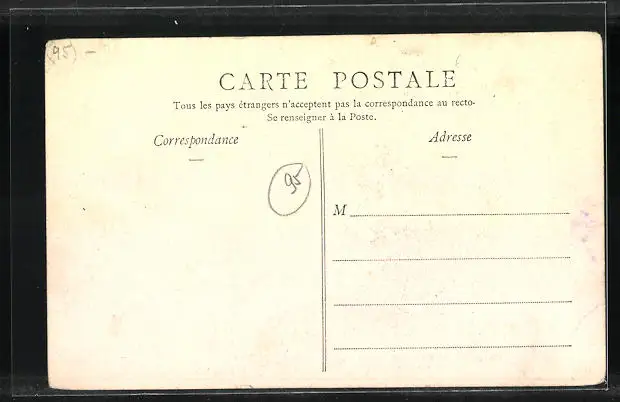 (95) –
CARTE POSTALE
Tous les pays étrangers n'acceptent pas la correspondance au recto-
Se renseigner à la Poste.
Correspondance
Adresse
95
M